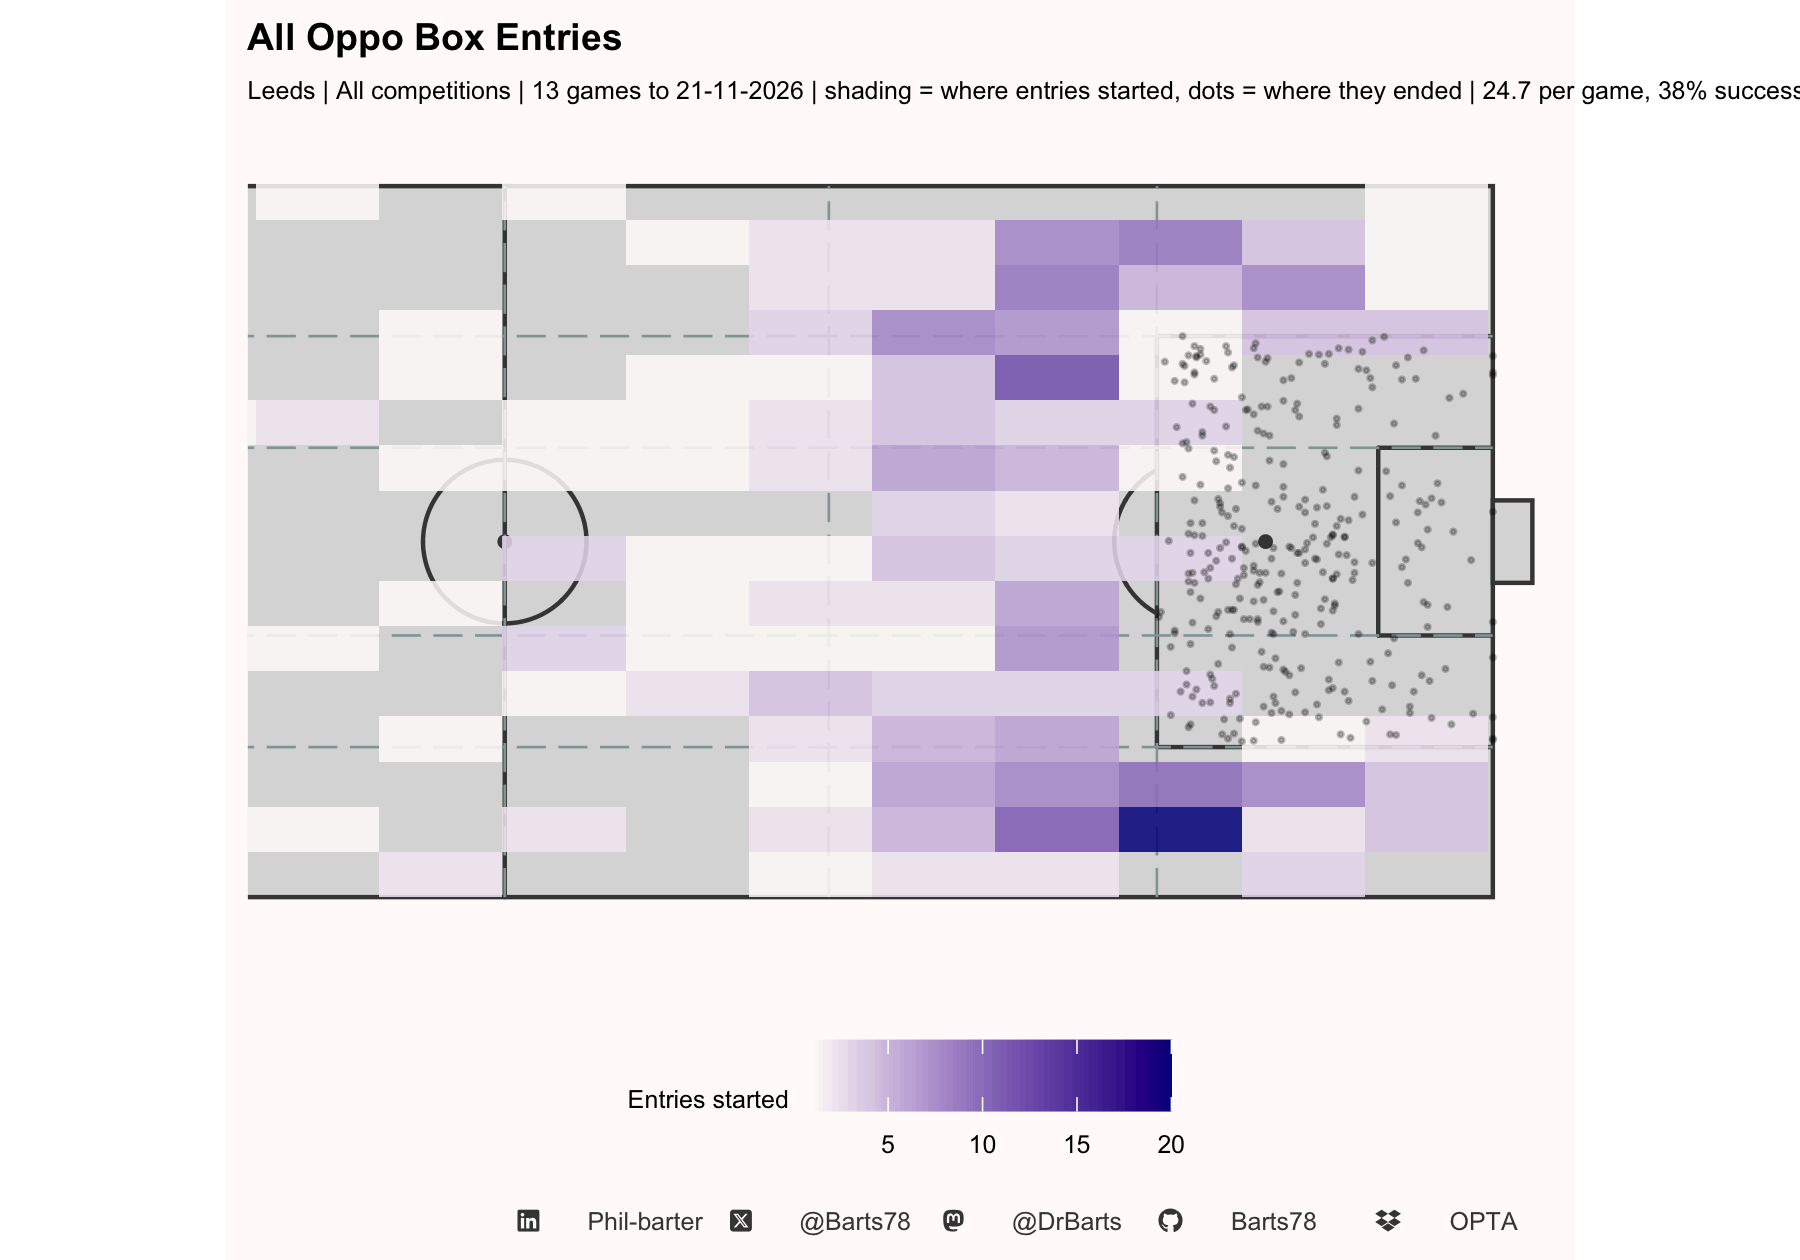 All Oppo Box Entries
Leeds | All competitions | 13 games to 21-11-2026 | shading = where entries started, dots = where they ended | 24.7 per game, 38% success
Entries started
5 10 15 20
Phil-barter @Barts78 @DrBarts Barts78 OPTA